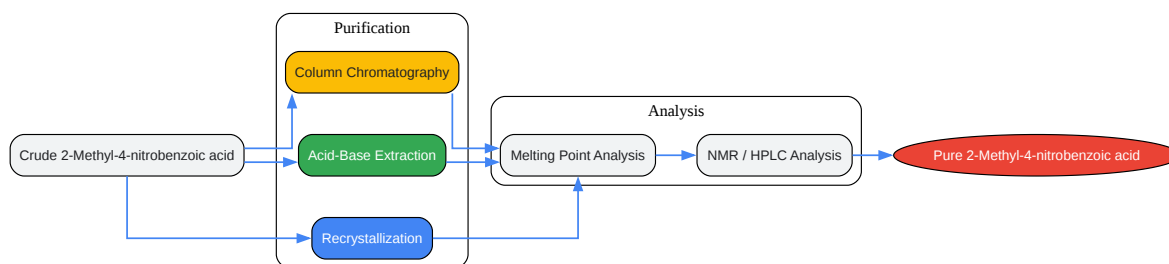 Purification
Column Chromatography
Analysis
Crude 2-Methyl-4-nitrobenzoic acid
Acid-Base Extraction
Melting Point Analysis
NMR / HPLC Analysis
Pure 2-Methyl-4-nitrobenzoic acid
Recrystallization